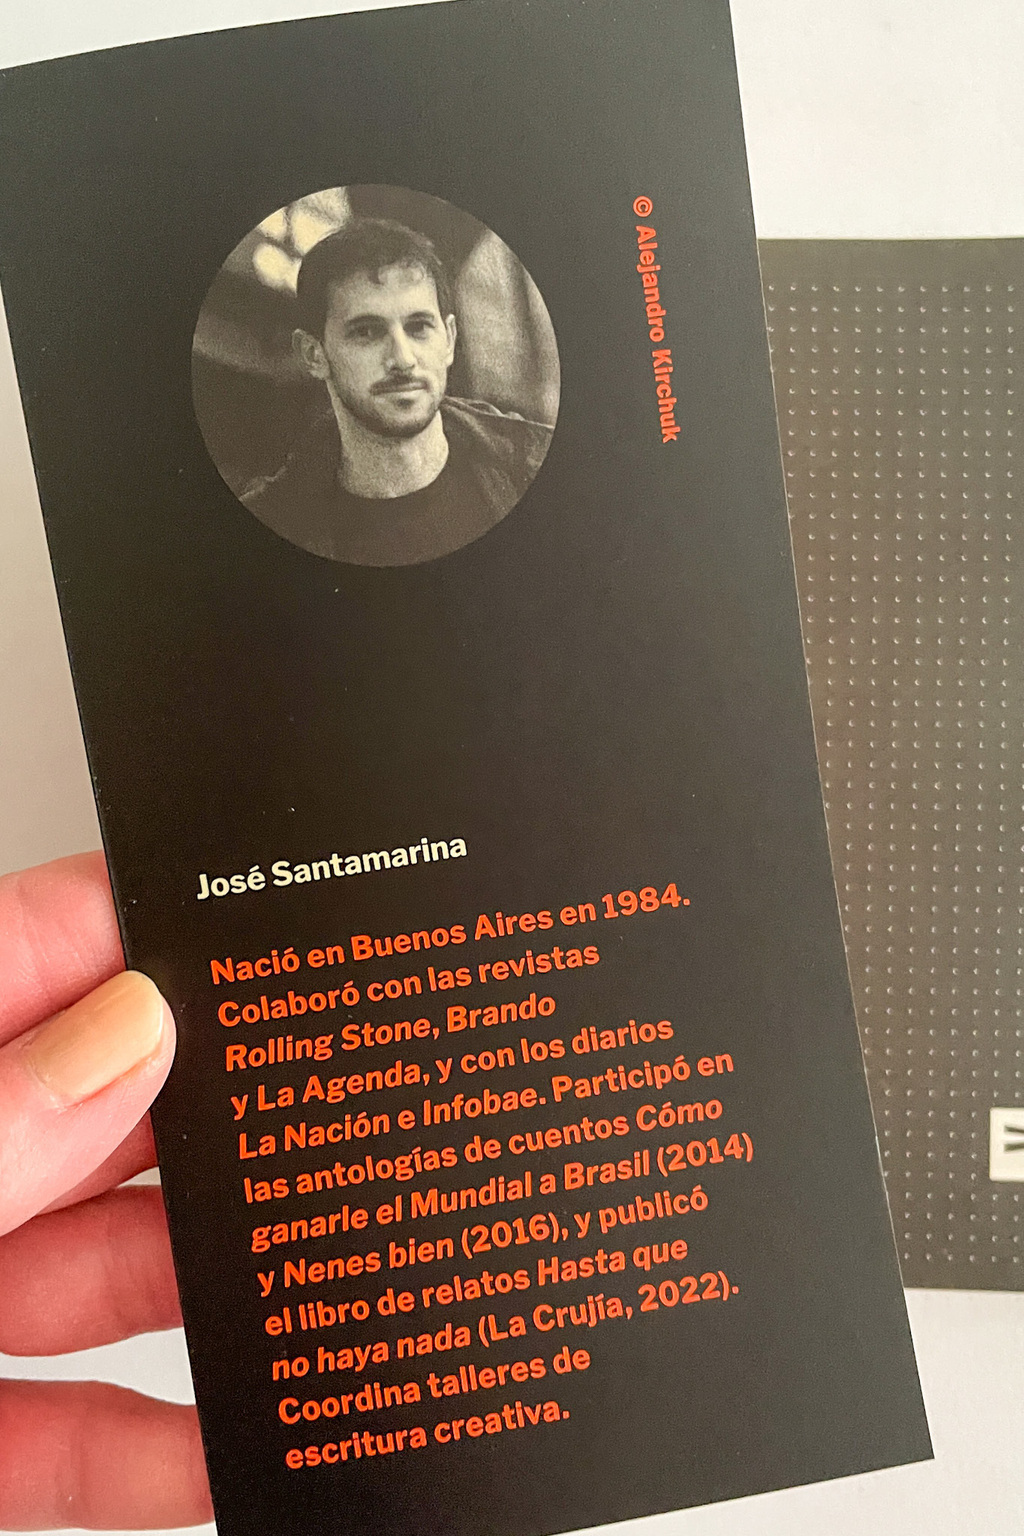 © Alejandro Kirchuk
José Santamarina
Nació en Buenos Aires en 1984.
Colaboró con las revistas
Rolling Stone, Brando
y La Agenda, y con los diarios
La Nación e Infobae. Participó en
las antologías de cuentos Cómo
ganarle el Mundial a Brasil (2014)
y Nenes bien (2016), y publicó
el libro de relatos Hasta que
no haya nada (La Crujía, 2022).
Coordina talleres de
escritura creativa.